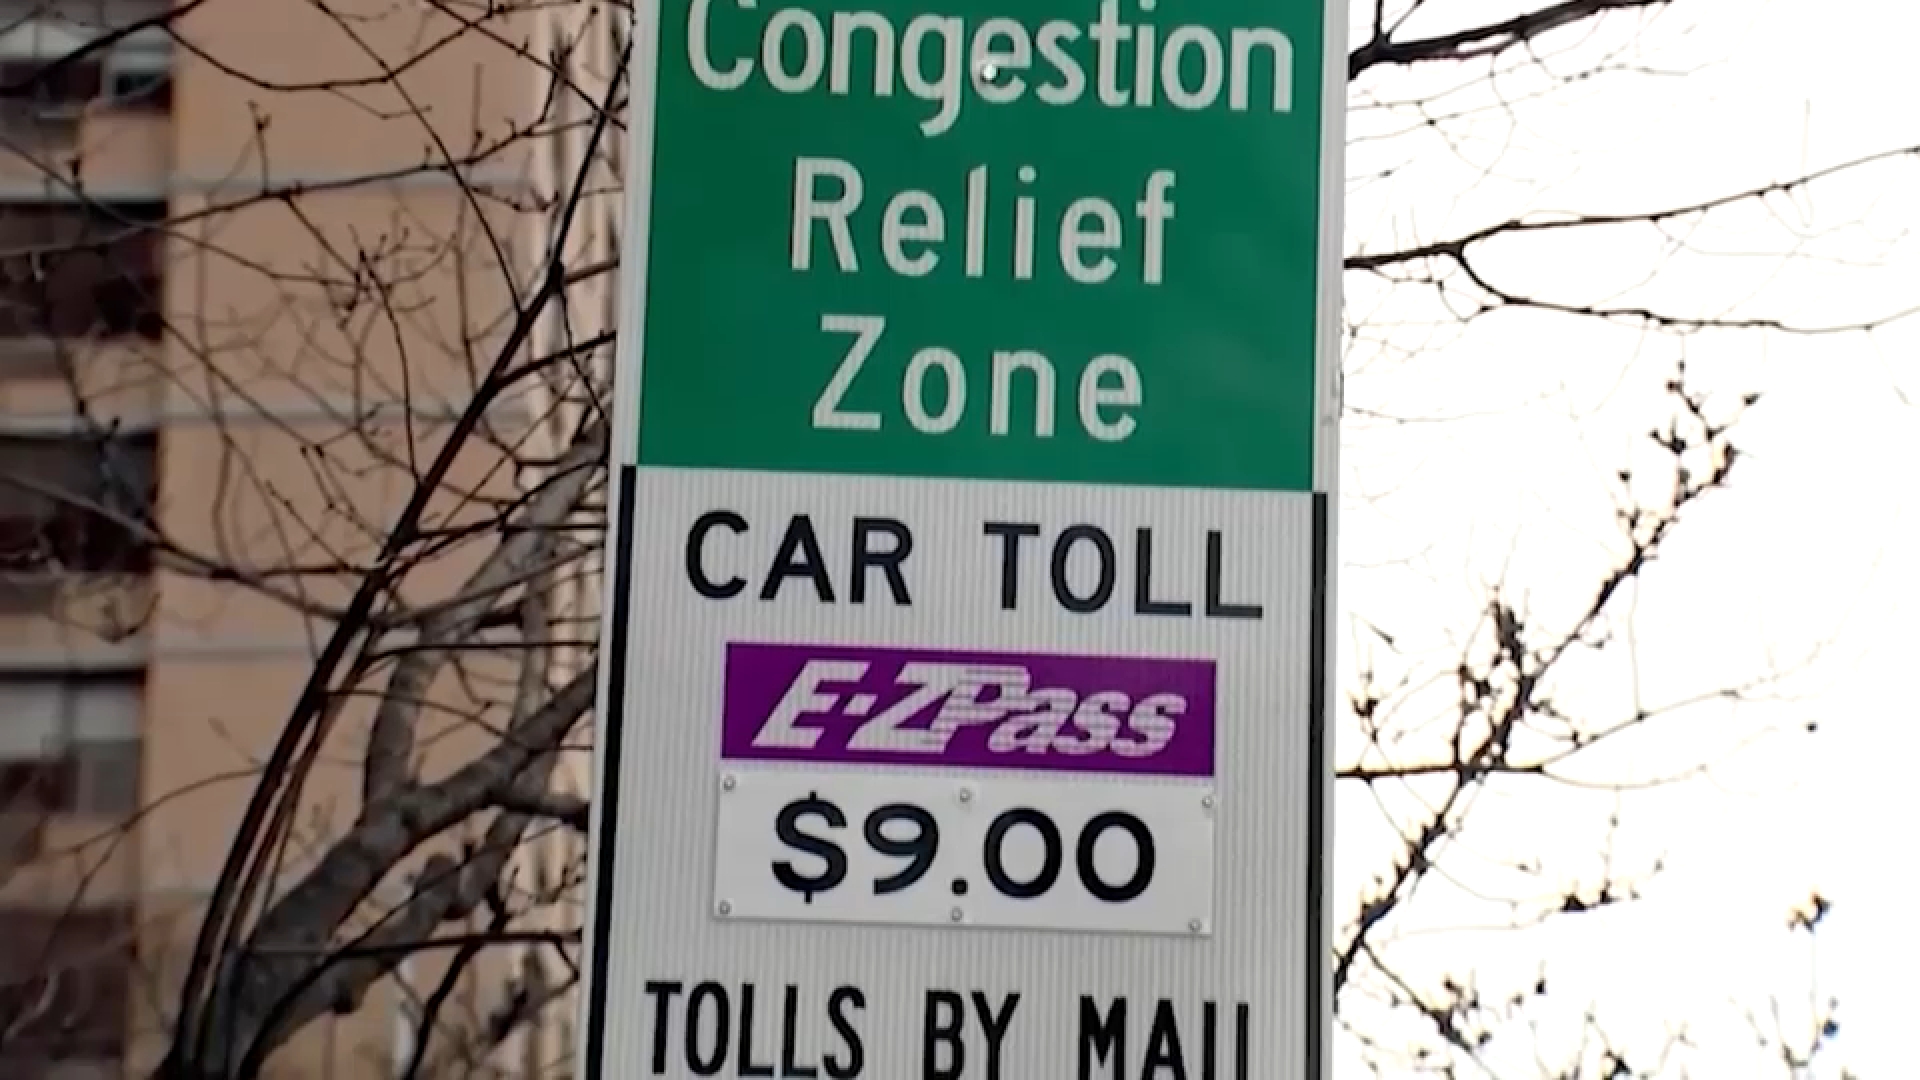 Congestion
Relief
Zone
CAR TOLL
E-ZPass
$9.00
TOLLS BY MAIL